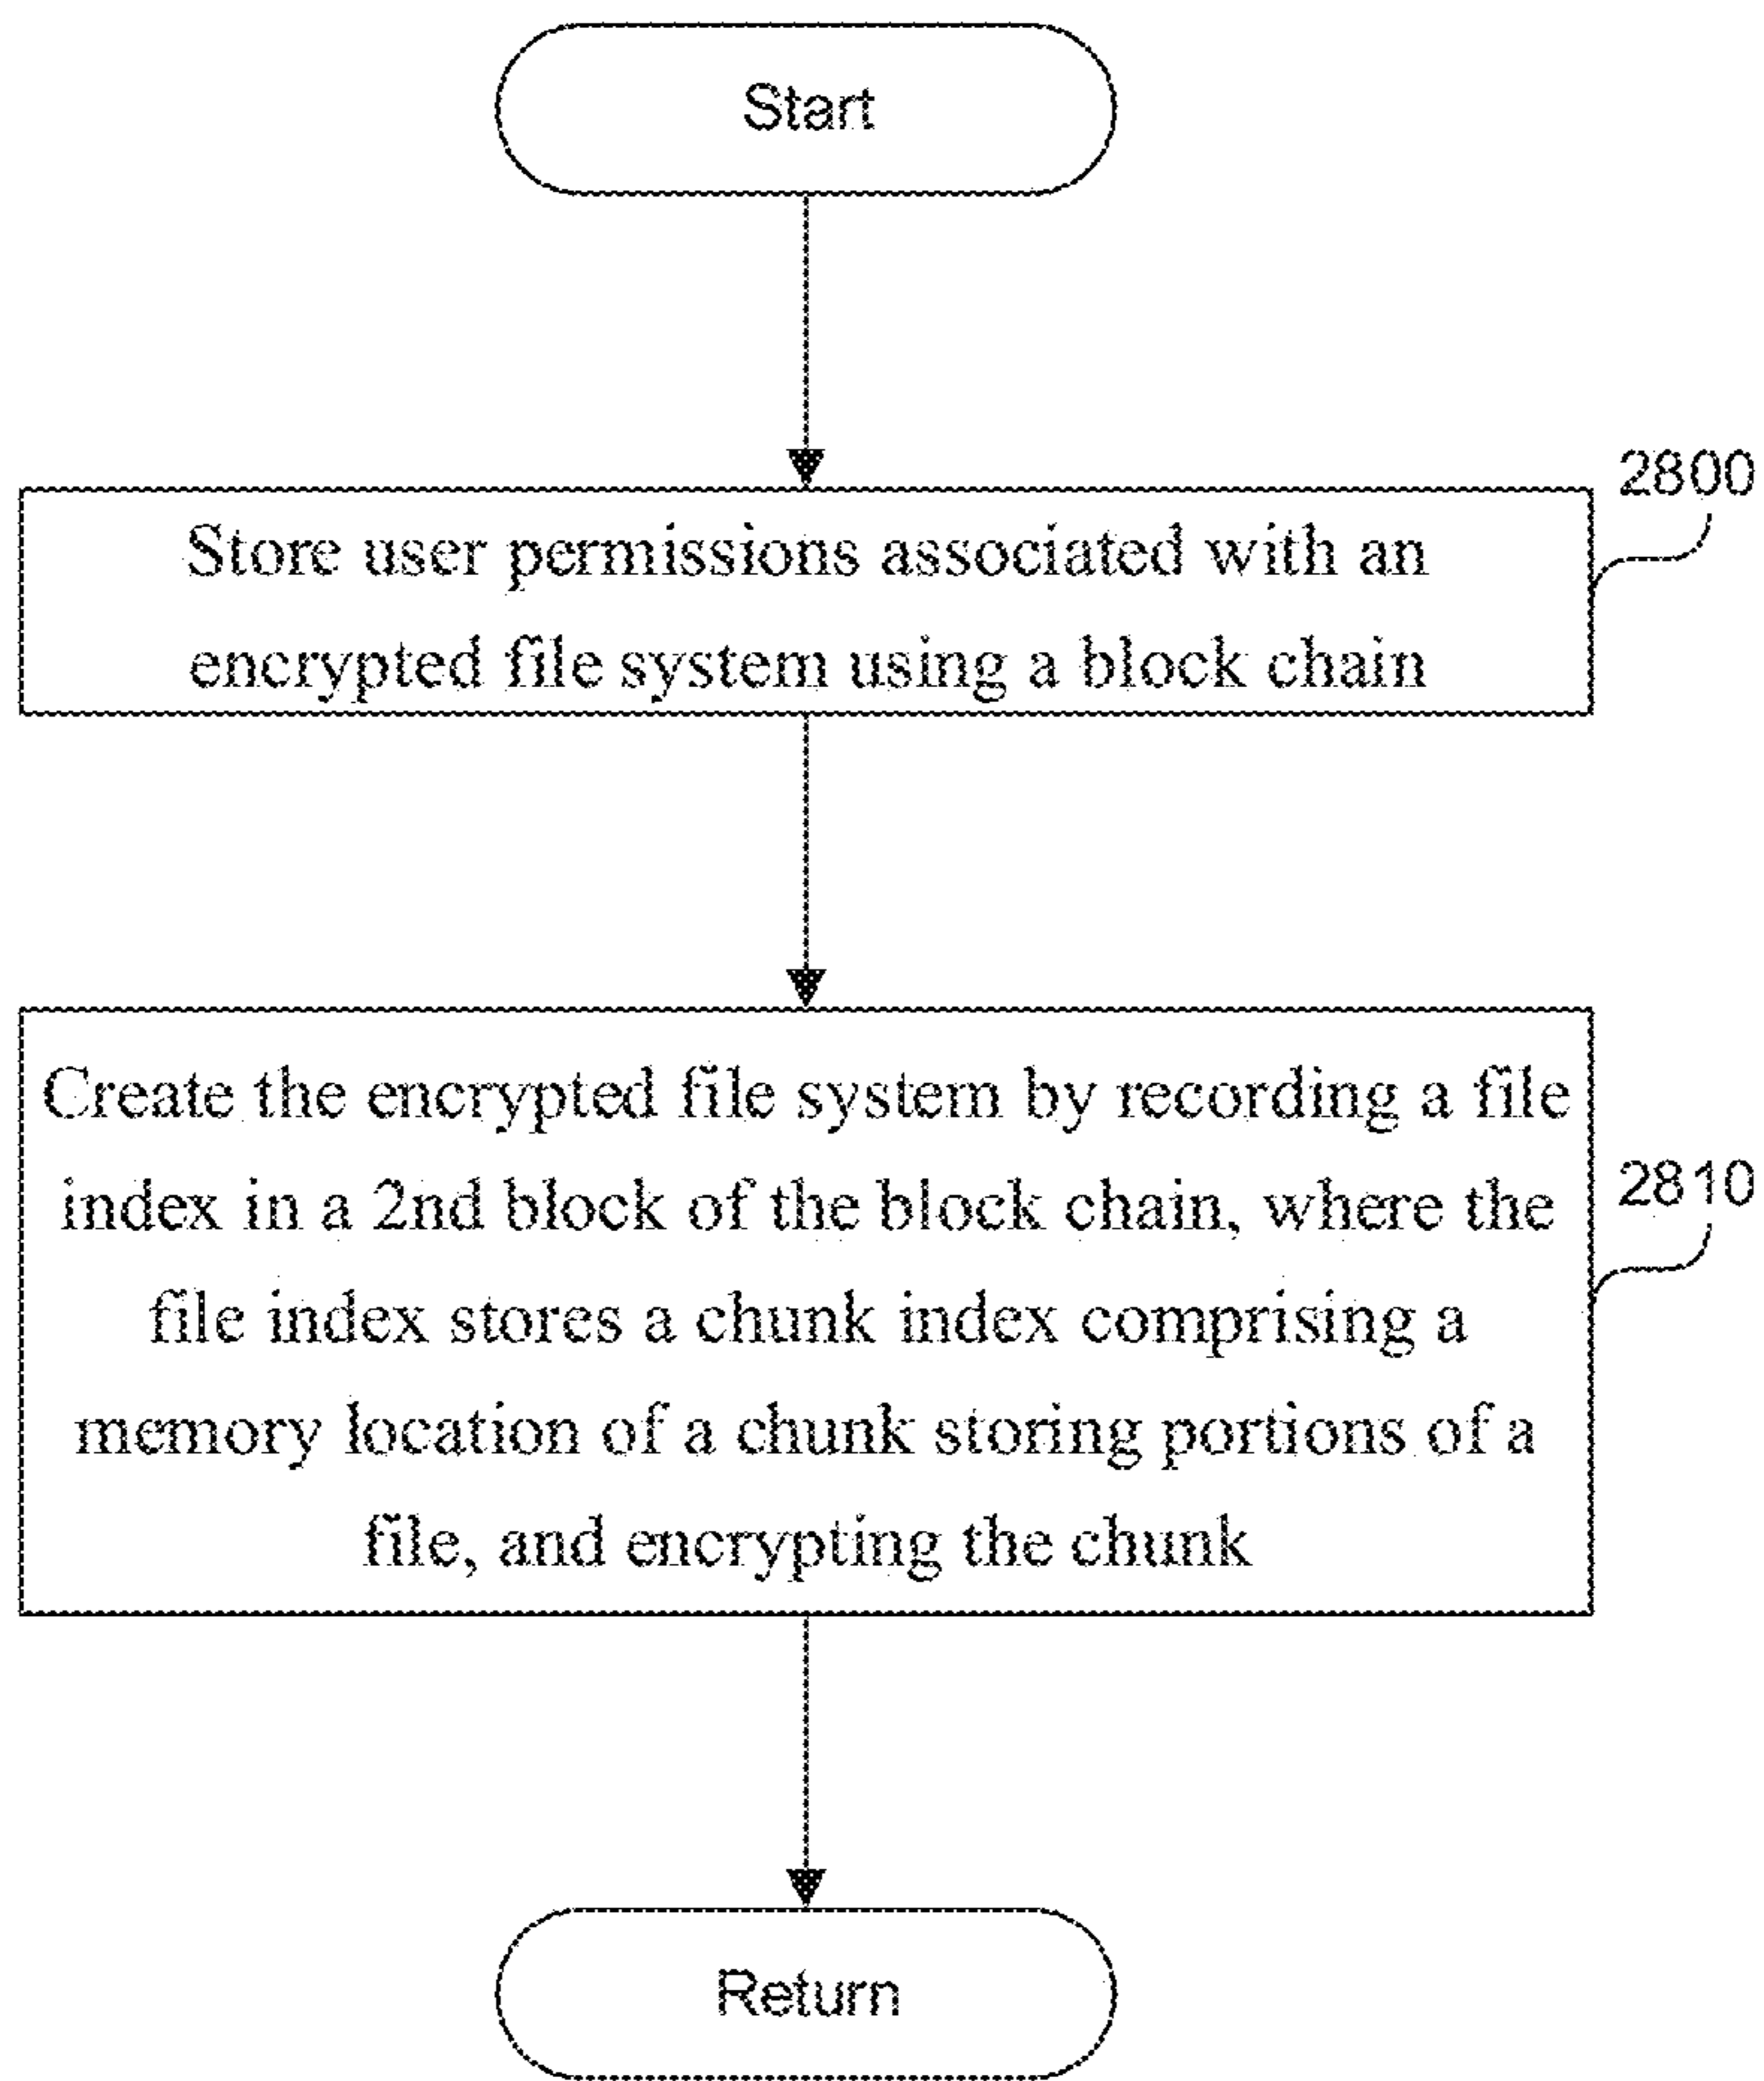 Start
2800
Store user permissions associated with an
encrypted file system using a block chain
Create the encrypted file system by recording a file
index in a 2nd block of the block chain, where the
2810
file index stores a chunk index comprising a
memory location of a chunk storing portions of a
file, and encrypting the chunk
Return